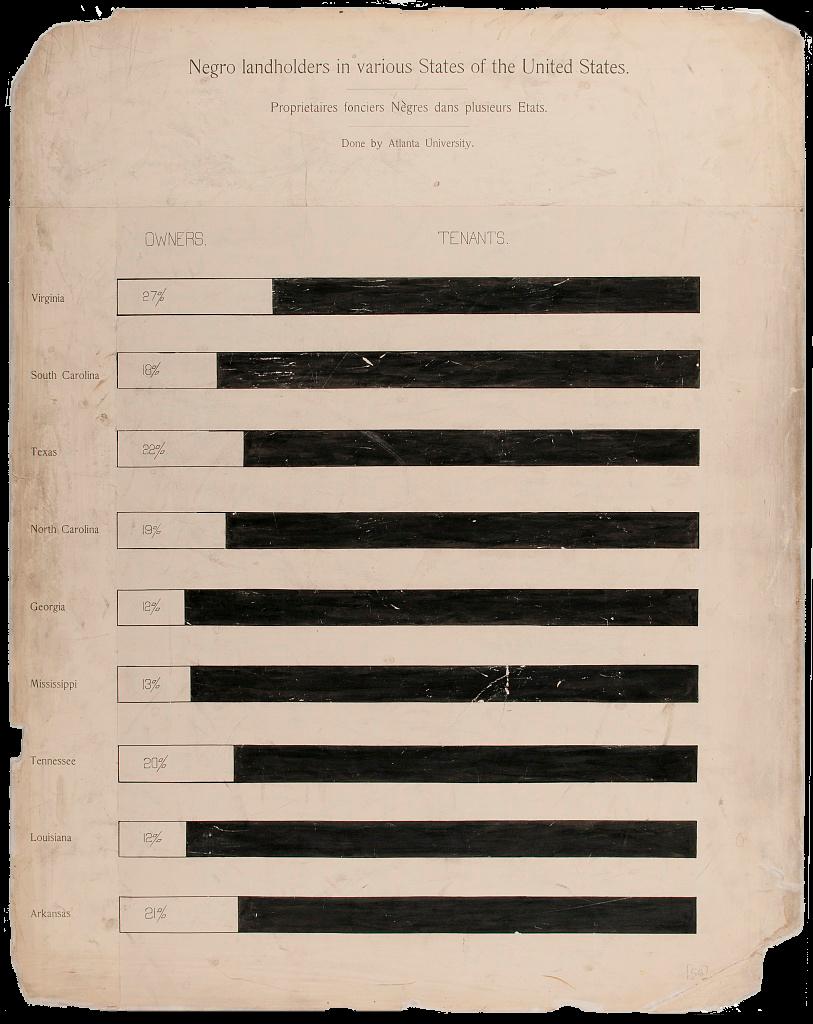 Negro landholders in various States of the United States.
Proprietaires fonciers Nègres dans plusieurs Etats.
Done by Atlanta University.
OWNERS. TENANTS.
Virginia 27%
South Carolina 18%
Texas 22%
North Carolina 19%
Georgia 12%
Mississippi 13%
Tennessee 20%
Louisiana 12%
Arkansas 21%